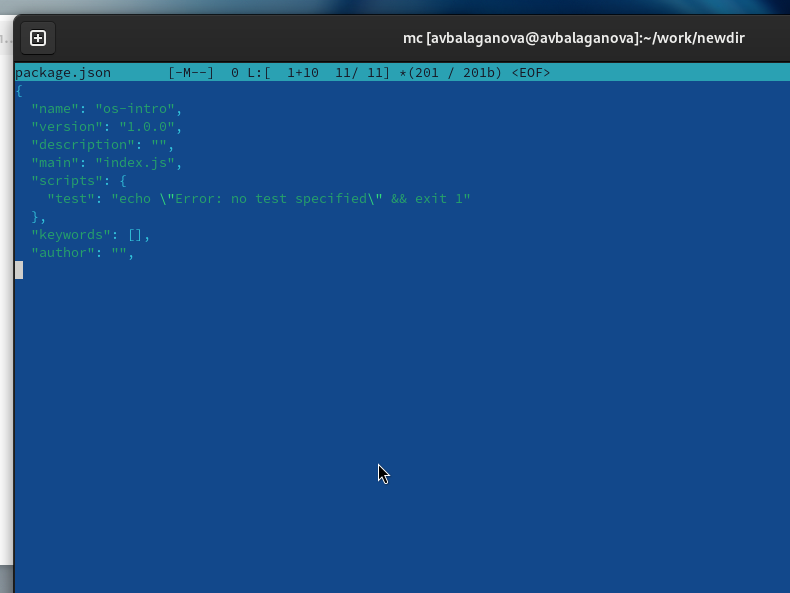 mc [avbalaganova@avbalaganova]:~/work/newdir
package.json       [-M--]  0 L:[  1+10  11/ 11] *(201 / 201b) <EOF>
{
  "name": "os-intro",
  "version": "1.0.0",
  "description": "",
  "main": "index.js",
  "scripts": {
    "test": "echo \"Error: no test specified\" && exit 1"
  },
  "keywords": [],
  "author": "",